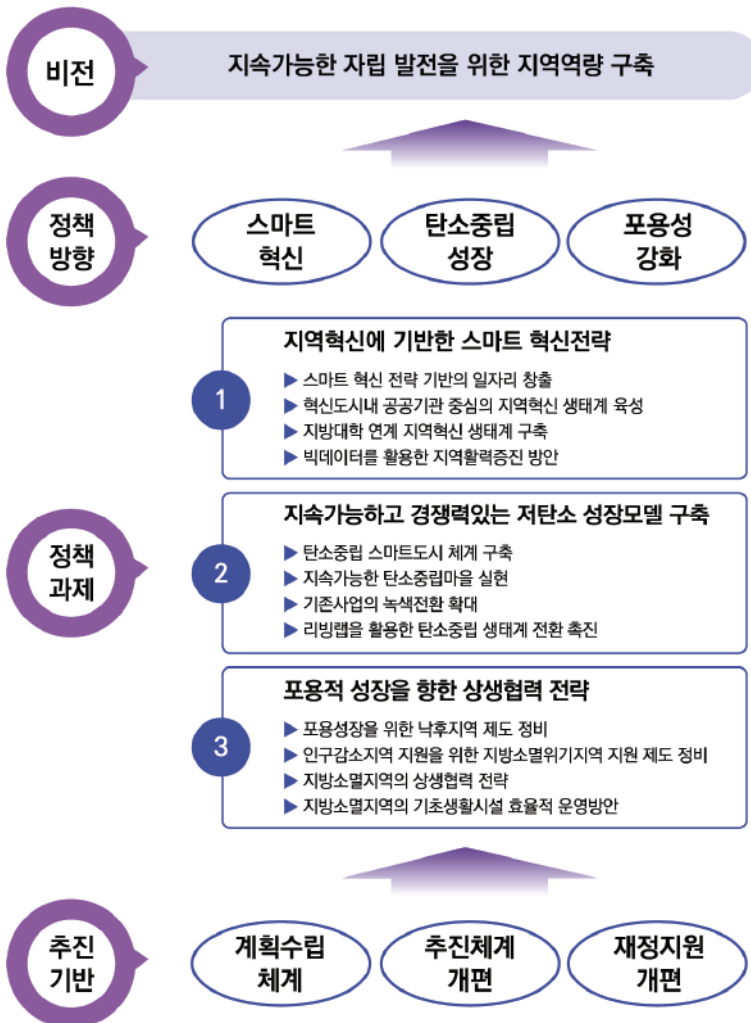 비전
지속가능한 자립 발전을 위한 지역역량 구축
정책
방향
스마트
혁신
탄소중립
성장
포용성
강화
정책
과제
1
지역혁신에 기반한 스마트 혁신전략
▶ 스마트 혁신 전략 기반의 일자리 창출
▶ 혁신도시내 공공기관 중심의 지역혁신 생태계 육성
▶ 지방대학 연계 지역혁신 생태계 구축
▶ 빅데이터를 활용한 지역활력증진 방안
2
지속가능하고 경쟁력있는 저탄소 성장모델 구축
▶ 탄소중립 스마트도시 체계 구축
▶ 지속가능한 탄소중립마을 실현
▶ 기존사업의 녹색전환 확대
▶ 리빙랩을 활용한 탄소중립 생태계 전환 촉진
3
포용적 성장을 향한 상생협력 전략
▶ 포용성장을 위한 낙후지역 제도 정비
▶ 인구감소지역 지원을 위한 지방소멸위기지역 지원 제도 정비
▶ 지방소멸지역의 상생협력 전략
▶ 지방소멸지역의 기초생활시설 효율적 운영방안
추진
기반
계획수립
체계
추진체계
개편
재정지원
개편